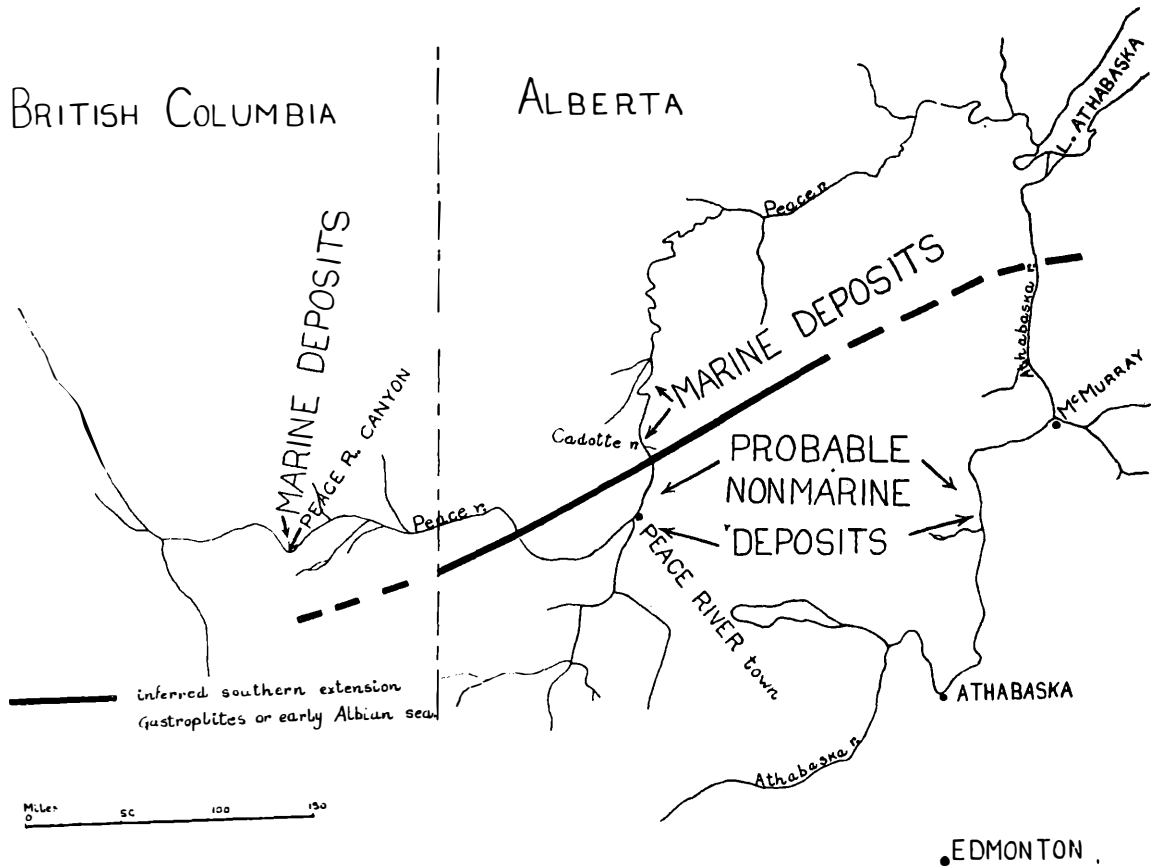 BRITISH COLUMBIA
ALBERTA
L. ATHABASKA
Peace r.
MARINE DEPOSITS
PEACE R. CANYON
MARINE DEPOSITS
Athabaska r.
McMURRAY
Cadotte r.
PROBABLE
NONMARINE
DEPOSITS
Peace r.
PEACE RIVER town
ATHABASKA
inferred southern extension
Gastroplites or early Albian sea.
Athabaska r.
Miles
0 50 100 150
EDMONTON